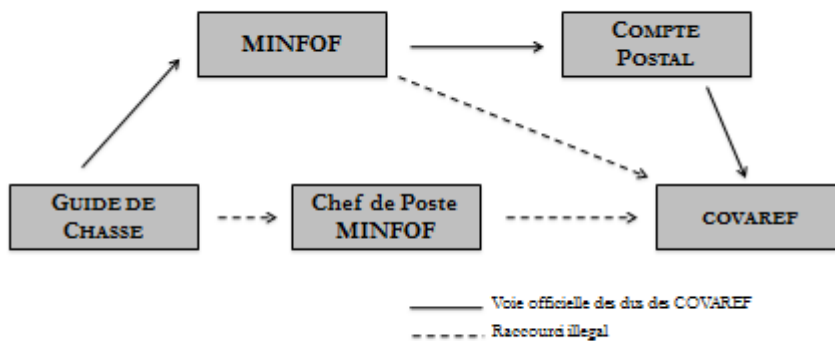 MINFOF
COMPTE
POSTAL
GUIDE DE
CHASSE
Chef de Poste
MINFOF
COVAREF
Voie officielle des dus des COVAREF
Raccourci illegal